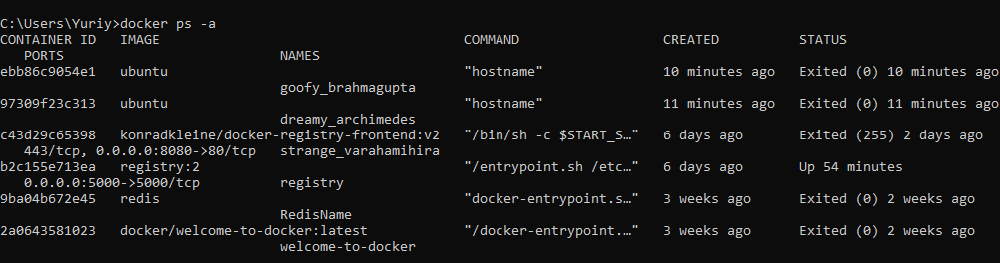 C:\Users\Yuriy>docker ps -a
CONTAINER ID   IMAGE                                      COMMAND                  CREATED          STATUS
   PORTS                           NAMES
ebb86c9054e1   ubuntu                                     "hostname"               10 minutes ago   Exited (0) 10 minutes ago
                                   goofy_brahmagupta
97309f23c313   ubuntu                                     "hostname"               11 minutes ago   Exited (0) 11 minutes ago
                                   dreamy_archimedes
c43d29c65398   konradkleine/docker-registry-frontend:v2   "/bin/sh -c $START_S…"   6 days ago       Exited (255) 2 days ago
   443/tcp, 0.0.0.0:8080->80/tcp   strange_varahamihira
b2c155e713ea   registry:2                                 "/entrypoint.sh /etc…"   6 days ago       Up 54 minutes
   0.0.0.0:5000->5000/tcp          registry
9ba04b672e45   redis                                      "docker-entrypoint.s…"   3 weeks ago      Exited (0) 2 weeks ago
                                   RedisName
2a0643581023   docker/welcome-to-docker:latest            "/docker-entrypoint.…"   3 weeks ago      Exited (0) 2 weeks ago
                                   welcome-to-docker